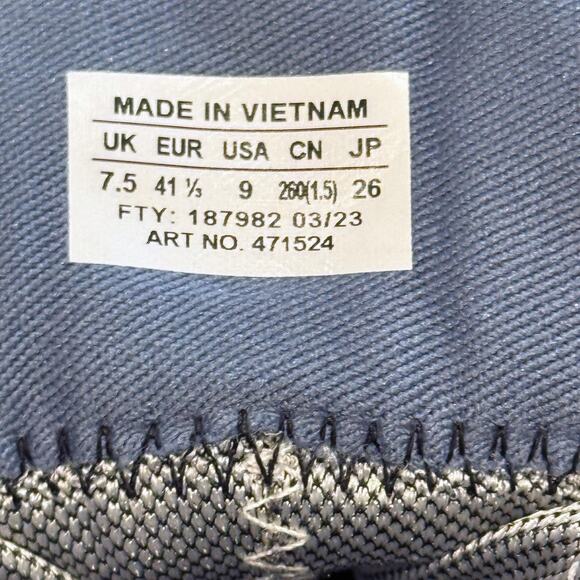 MADE IN VIETNAM
UK EUR USA CN JP
7.5 41 ⅓ 9 260(1.5) 26
FTY: 187982 03/23
ART NO. 471524